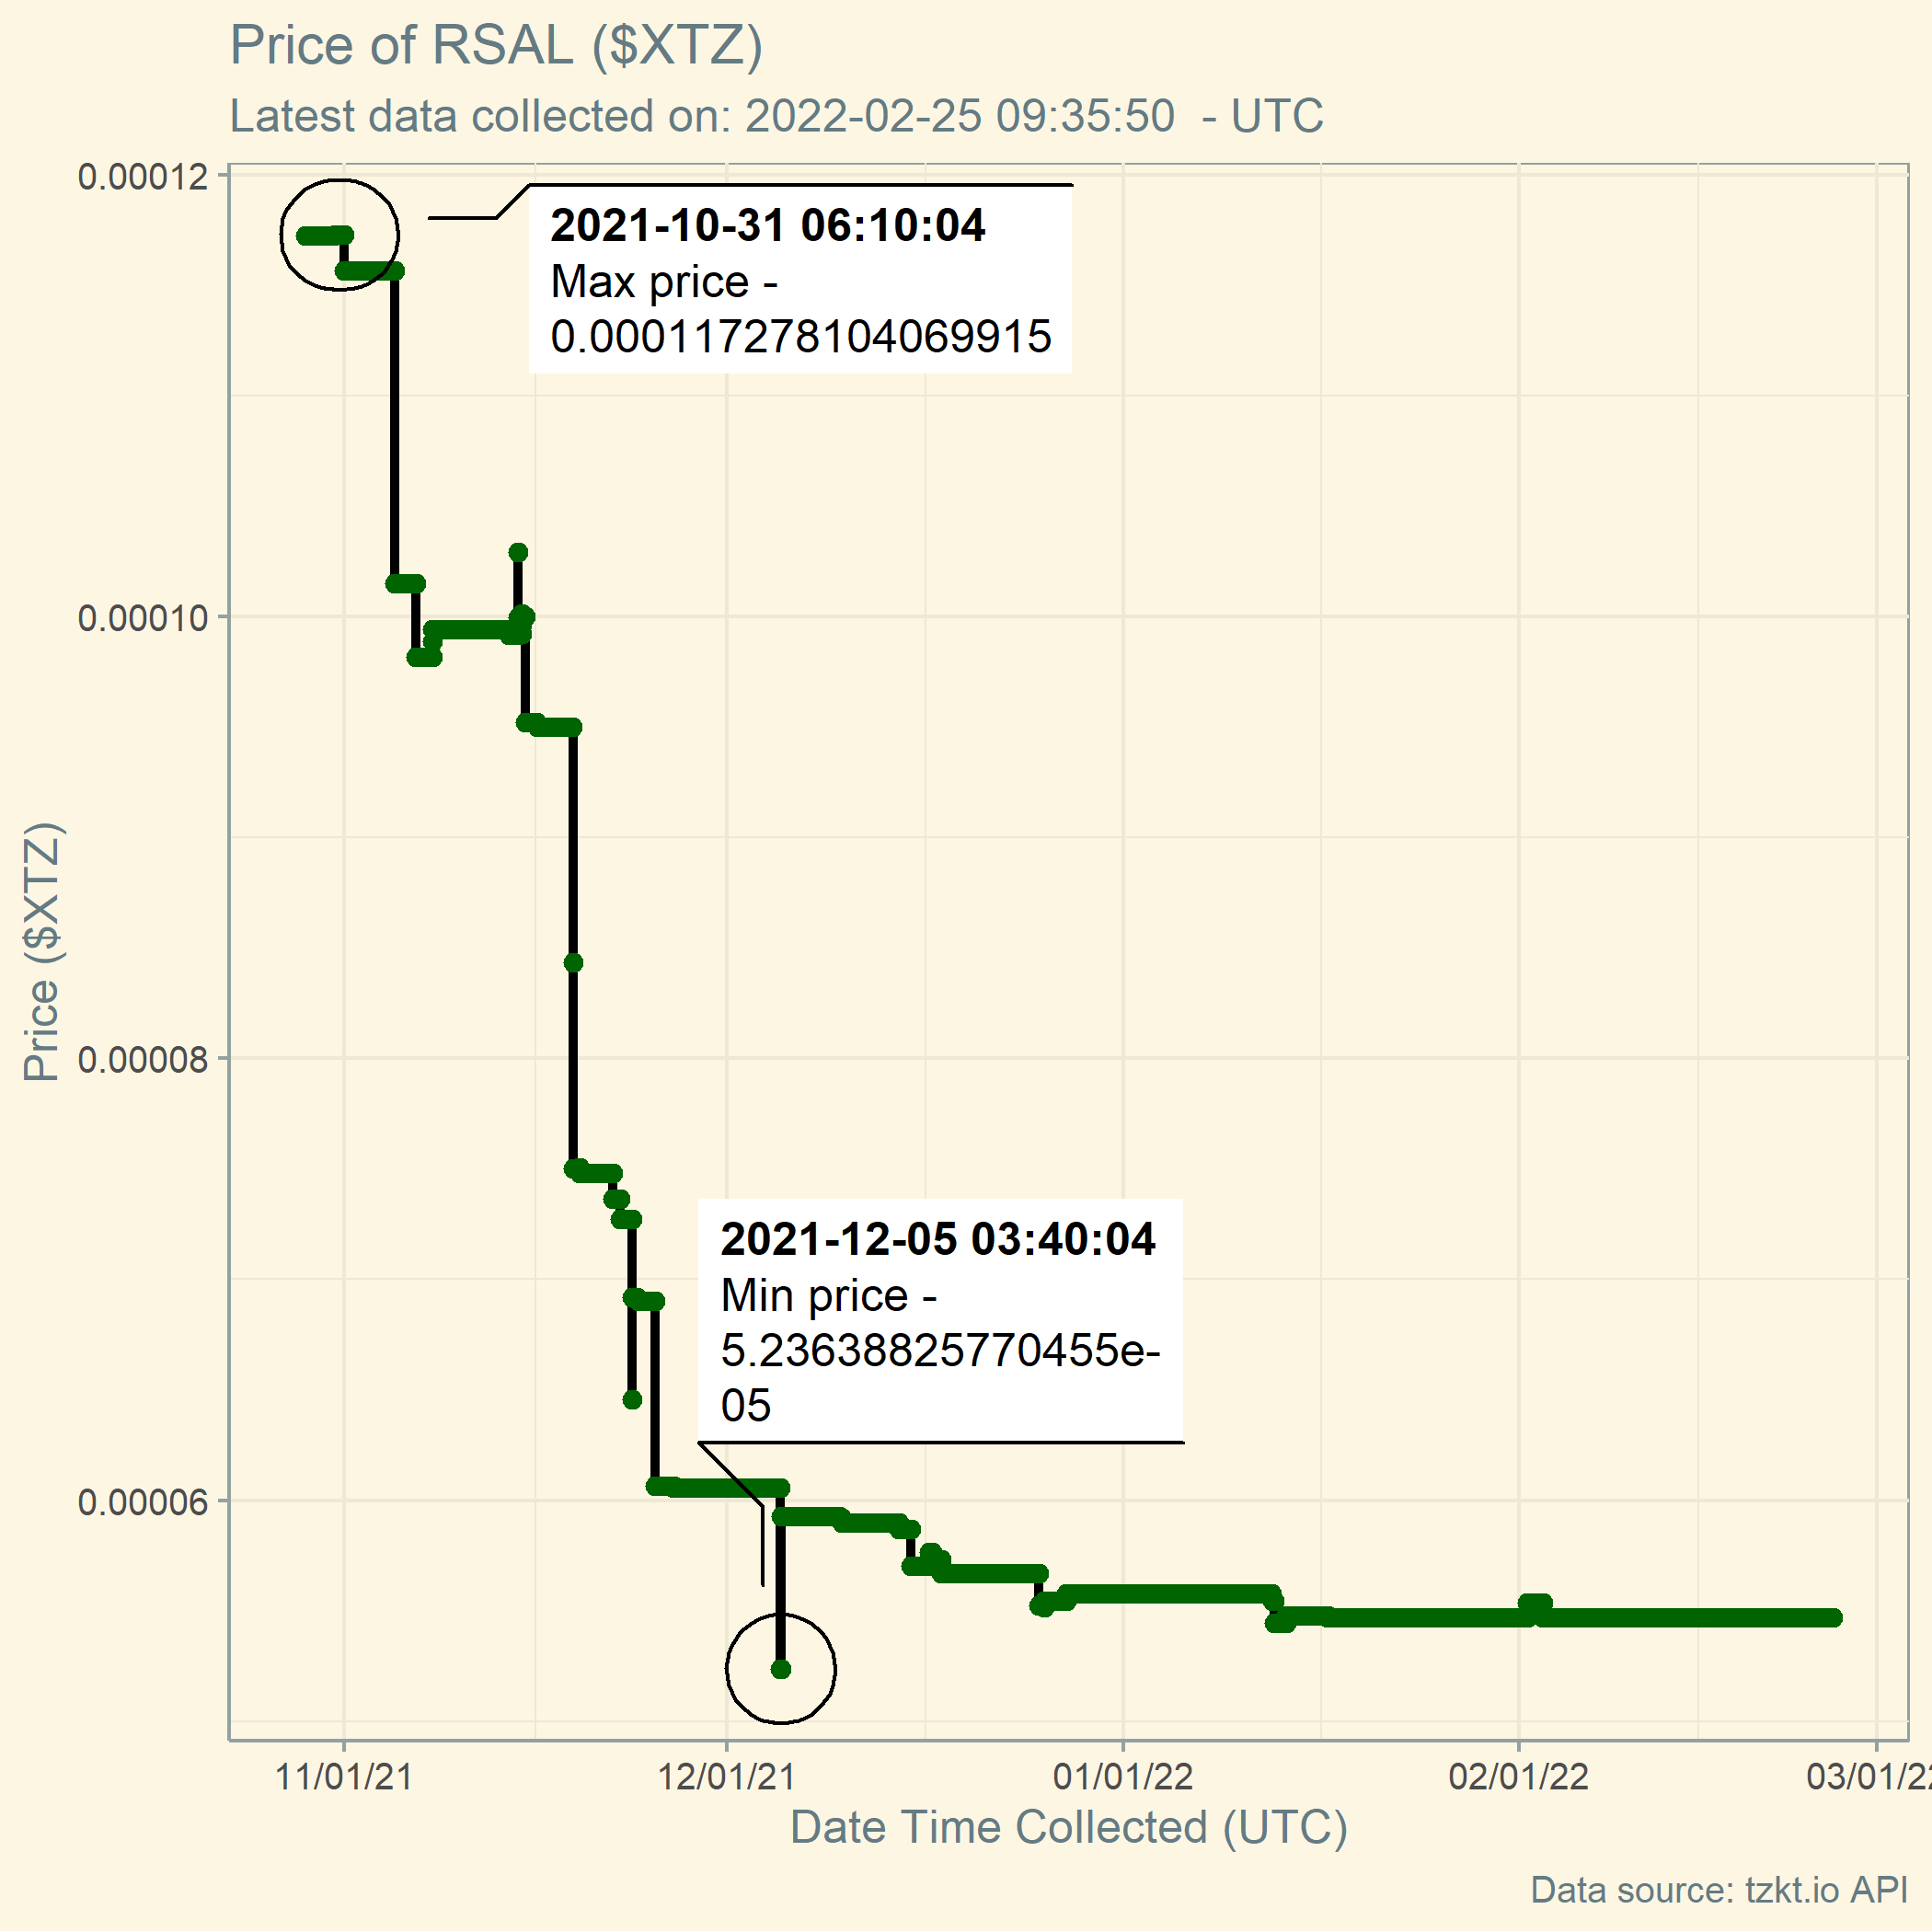 Price of RSAL ($XTZ)
Latest data collected on: 2022-02-25 09:35:50  - UTC
0.00012
2021-10-31 06:10:04
Max price -
0.000117278104069915
0.00010
Price ($XTZ)
0.00008
2021-12-05 03:40:04
Min price -
5.23638825770455e-
05
0.00006
11/01/21 12/01/21 01/01/22 02/01/22 03/01/22
Date Time Collected (UTC)
Data source: tzkt.io API